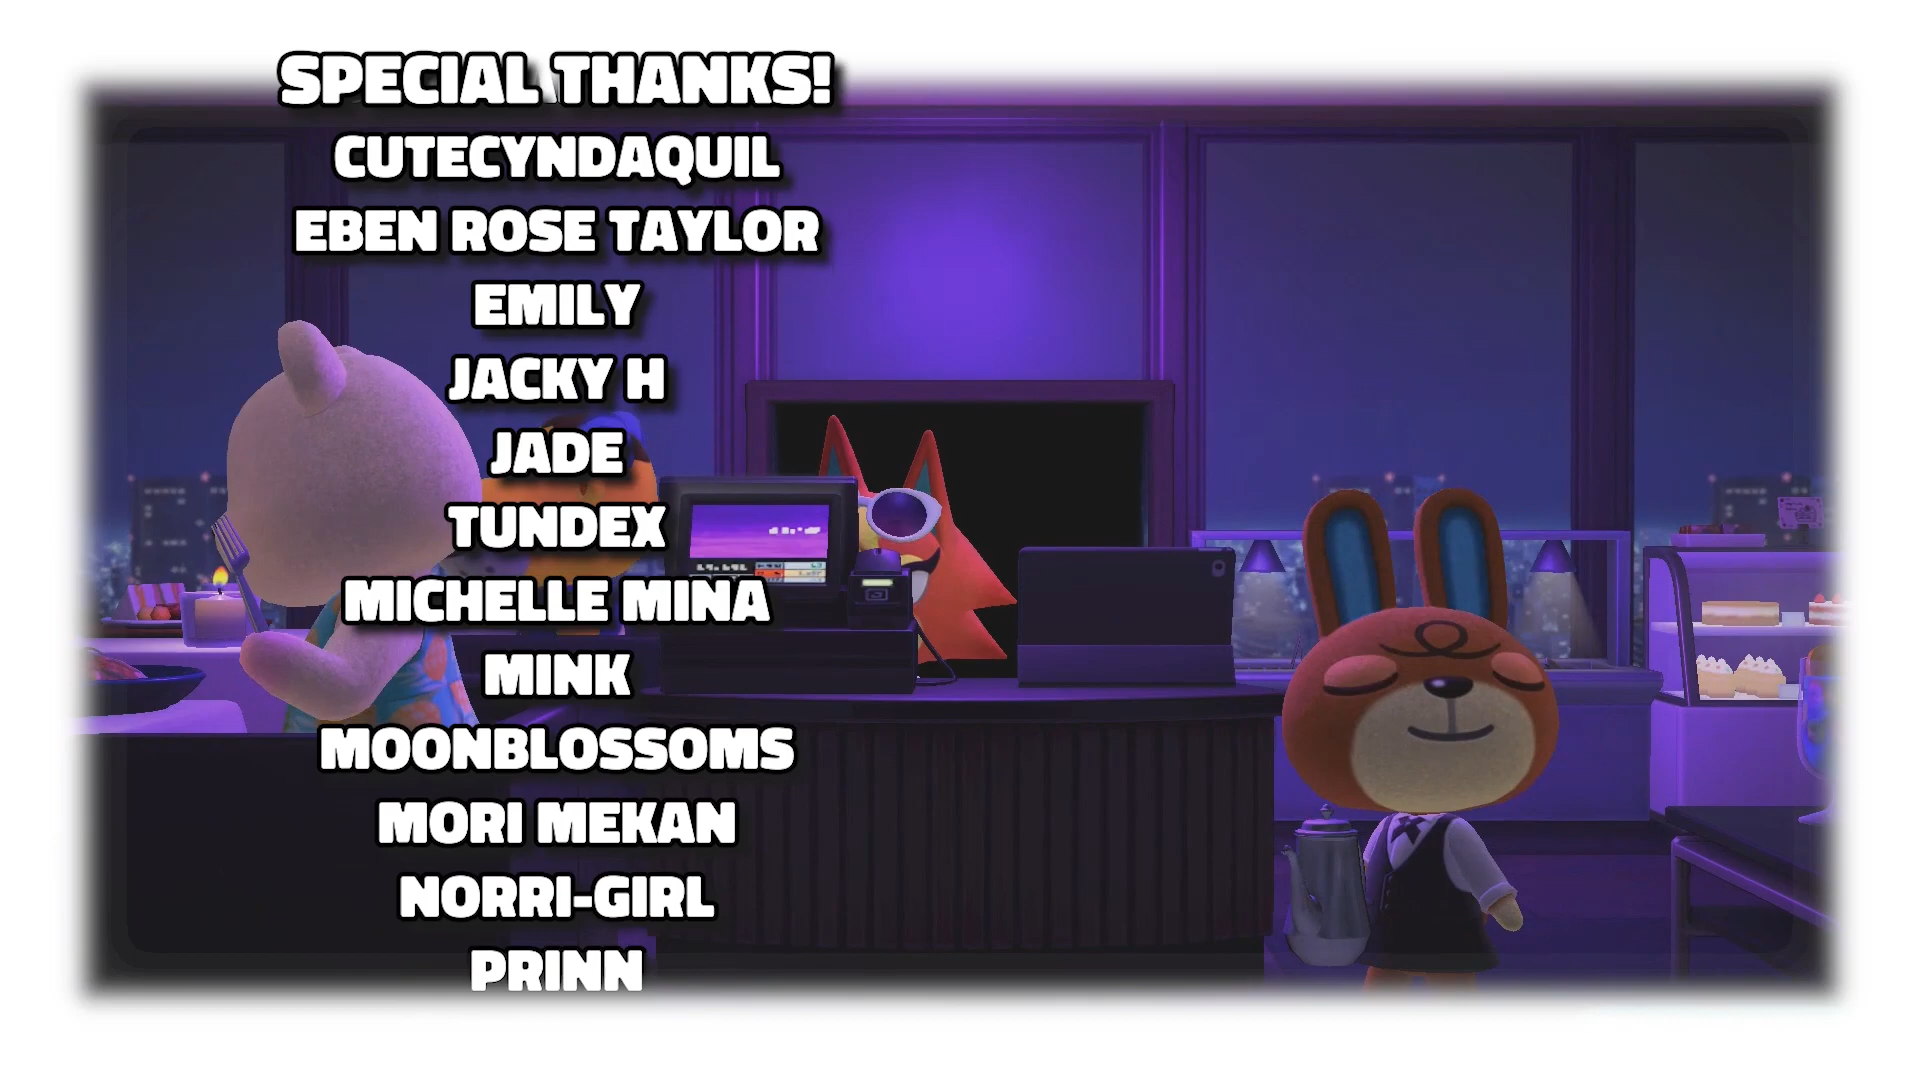 SPECIAL THANKS!
CUTECYNDAQUIL
EBEN ROSE TAYLOR
EMILY
JACKY H
JADE
TUNDEX
MICHELLE MINA
MINK
MOONBLOSSOMS
MORI MEKAN
NORRI-GIRL
PRINN